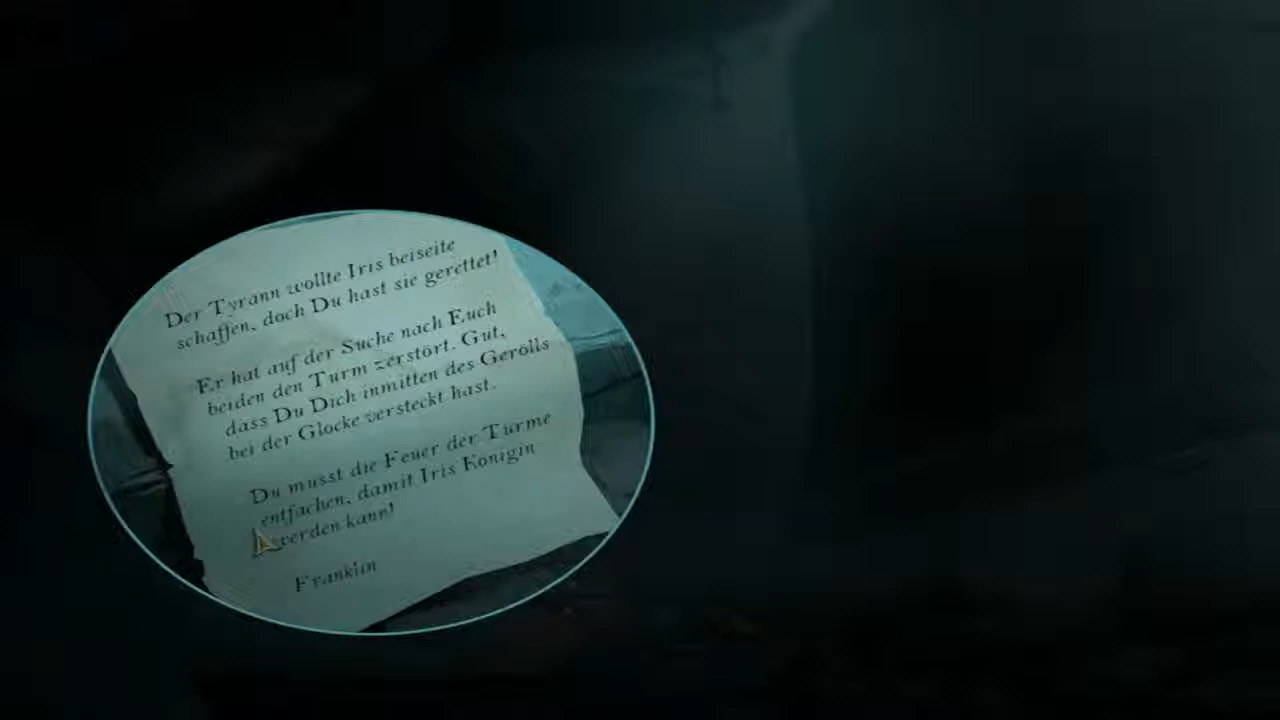 Der Tyrann wollte Iris beiseite
schaffen, doch Du hast sie gerettet!
Er hat auf der Suche nach Euch
beiden den Turm zerstört. Gut,
dass Du Dich inmitten des Gerölls
bei der Glocke versteckt hast.
Du musst die Feuer der Türme
entfachen, damit Iris Königin
werden kann!
Franklin